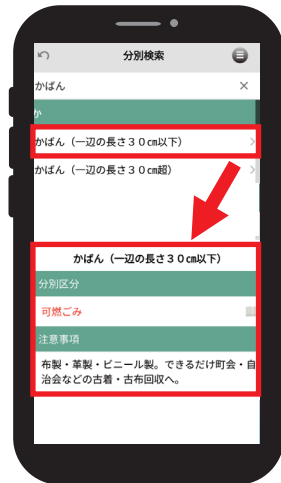 分別検索
かばん
か
かばん（一辺の長さ３０㎝以下）
かばん（一辺の長さ３０㎝超）
かばん（一辺の長さ３０㎝以下）
分別区分
可燃ごみ
注意事項
布製・革製・ビニール製。できるだけ町会・自
治会などの古着・古布回収へ。